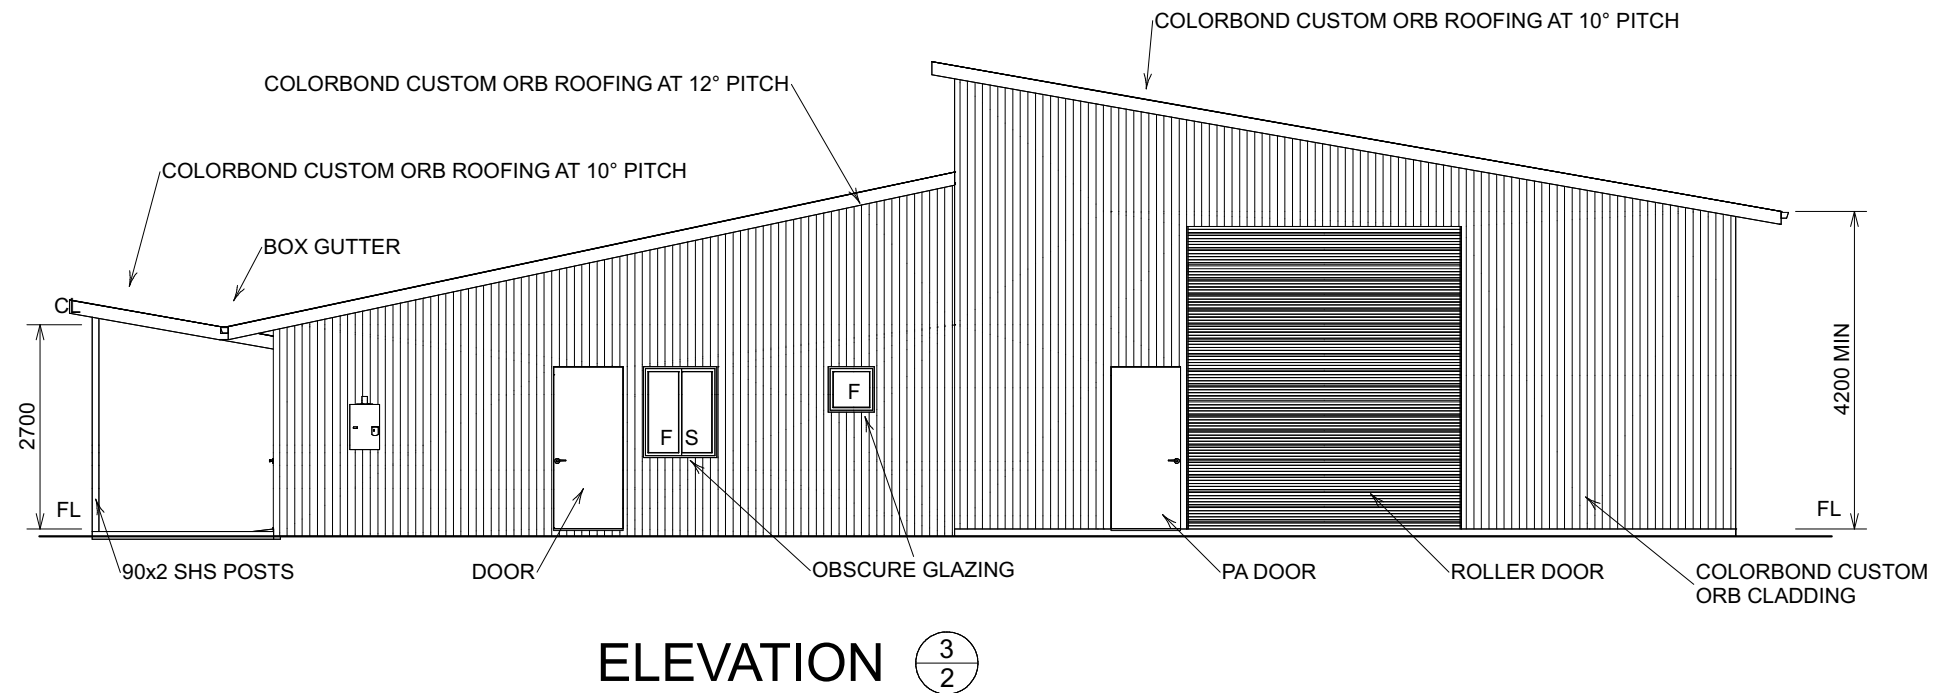 COLORBOND CUSTOM ORB ROOFING AT 10° PITCH
COLORBOND CUSTOM ORB ROOFING AT 12° PITCH
COLORBOND CUSTOM ORB ROOFING AT 10° PITCH
BOX GUTTER
CL
2700
FL
F S
F
4200 MIN
FL
90x2 SHS POSTS
DOOR
OBSCURE GLAZING
PA DOOR
ROLLER DOOR
COLORBOND CUSTOM
ORB CLADDING
ELEVATION
3
2